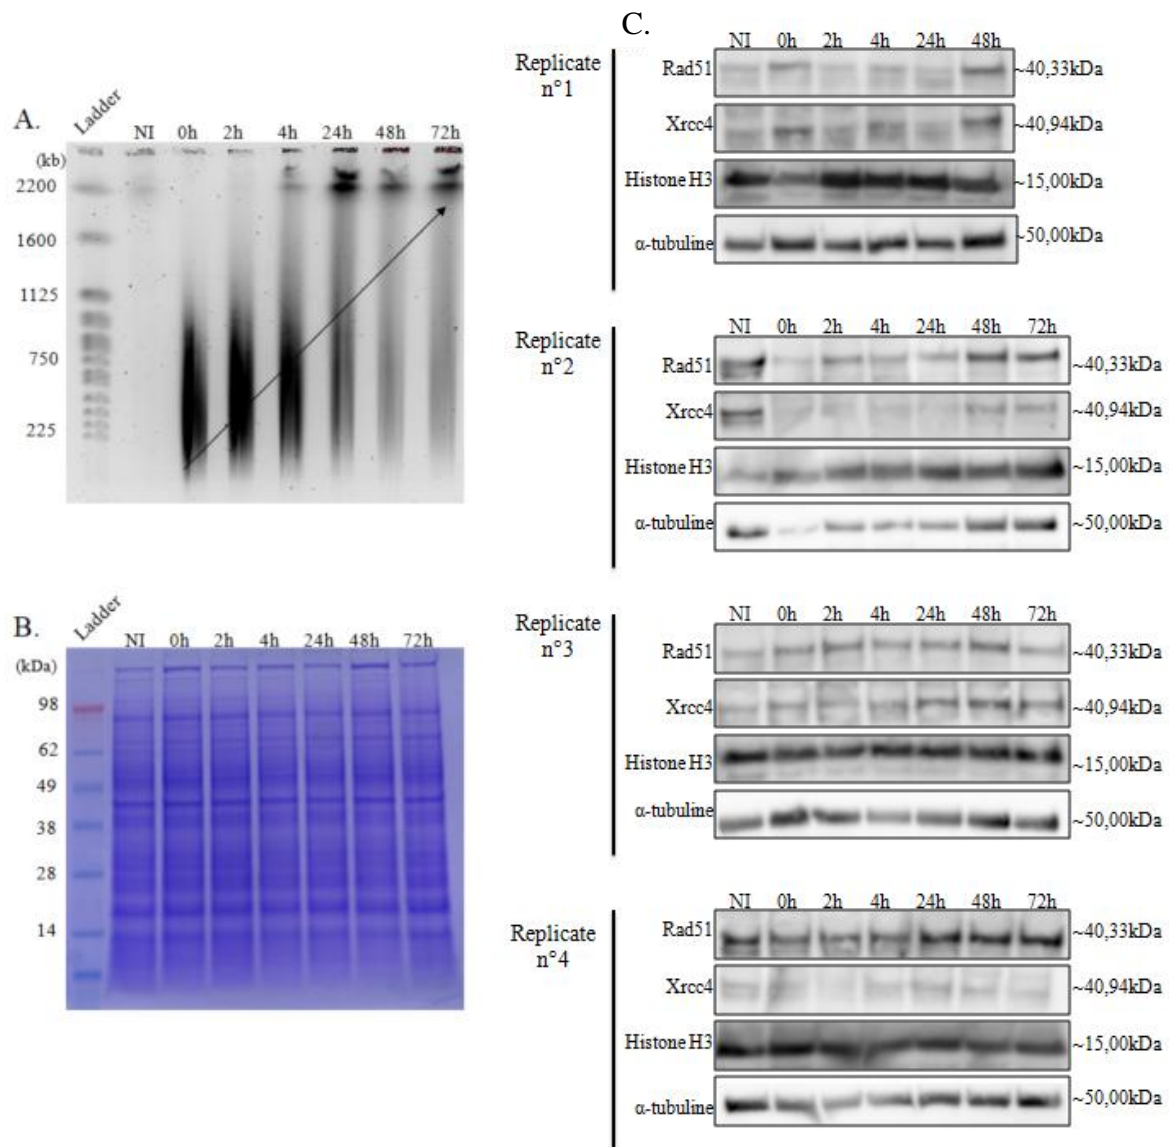 A.
Ladder
NI 0h 2h 4h 24h 48h 72h
(kb)
2200
1600
1125
750
225
B.
Ladder
NI 0h 2h 4h 24h 48h 72h
(kDa)
98
62
49
38
28
14
C.
Replicate
n°1
NI 0h 2h 4h 24h 48h
Rad51 ~40,33kDa
Xrcc4 ~40,94kDa
Histone H3 ~15,00kDa
α-tubuline ~50,00kDa
Replicate
n°2
NI 0h 2h 4h 24h 48h 72h
Rad51 ~40,33kDa
Xrcc4 ~40,94kDa
Histone H3 ~15,00kDa
α-tubuline ~50,00kDa
Replicate
n°3
NI 0h 2h 4h 24h 48h 72h
Rad51 ~40,33kDa
Xrcc4 ~40,94kDa
Histone H3 ~15,00kDa
α-tubuline ~50,00kDa
Replicate
n°4
NI 0h 2h 4h 24h 48h 72h
Rad51 ~40,33kDa
Xrcc4 ~40,94kDa
Histone H3 ~15,00kDa
α-tubuline ~50,00kDa